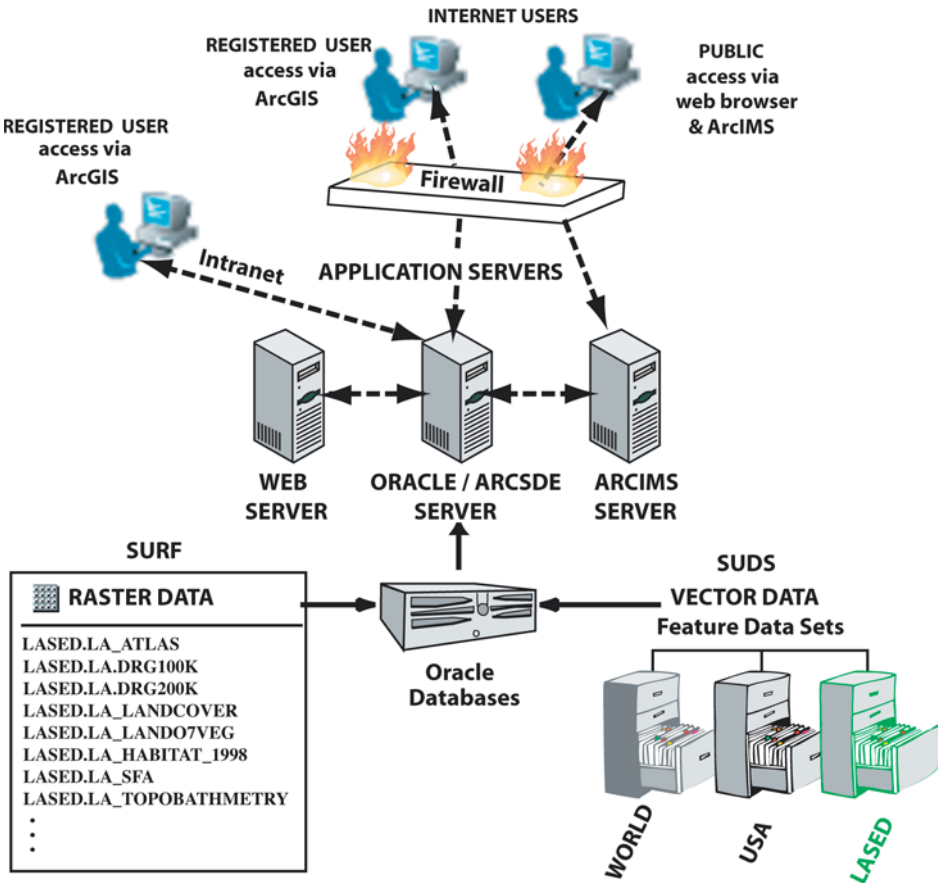 INTERNET USERS
REGISTERED USER
access via
ArcGIS
PUBLIC
access via
web browser
& ArcIMS
REGISTERED USER
access via
ArcGIS
Firewall
Intranet
APPLICATION SERVERS
WEB
SERVER
ORACLE / ARCSDE
SERVER
ARCIMS
SERVER
SURF
RASTER DATA
LASED.LA_ATLAS
LASED.LA.DRG100K
LASED.LA.DRG200K
LASED.LA_LANDCOVER
LASED.LA_LANDO7VEG
LASED.LA_HABITAT_1998
LASED.LA_SFA
LASED.LA_TOPOBATHMETRY
Oracle
Databases
SUDS
VECTOR DATA
Feature Data Sets
WORLD
USA
LASED